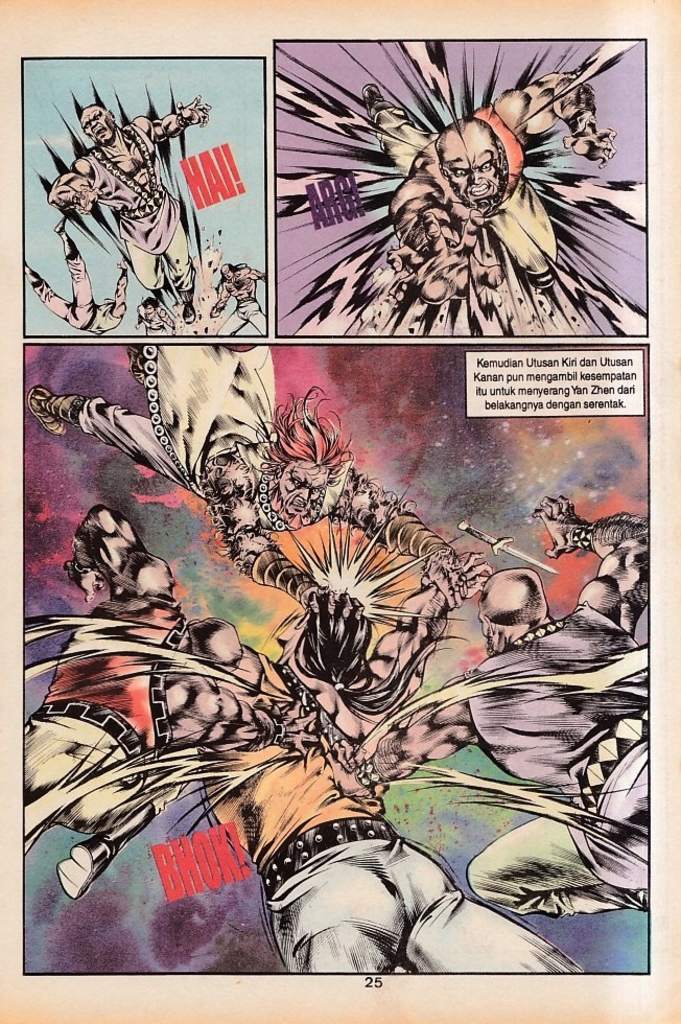 HAI!
Kemudian Utusan Kiri dan Utusan
Kanan pun mengambil kesempatan
itu untuk menyerang Yan Zhen dari
belakangnya dengan serentak.
BHOK!
25